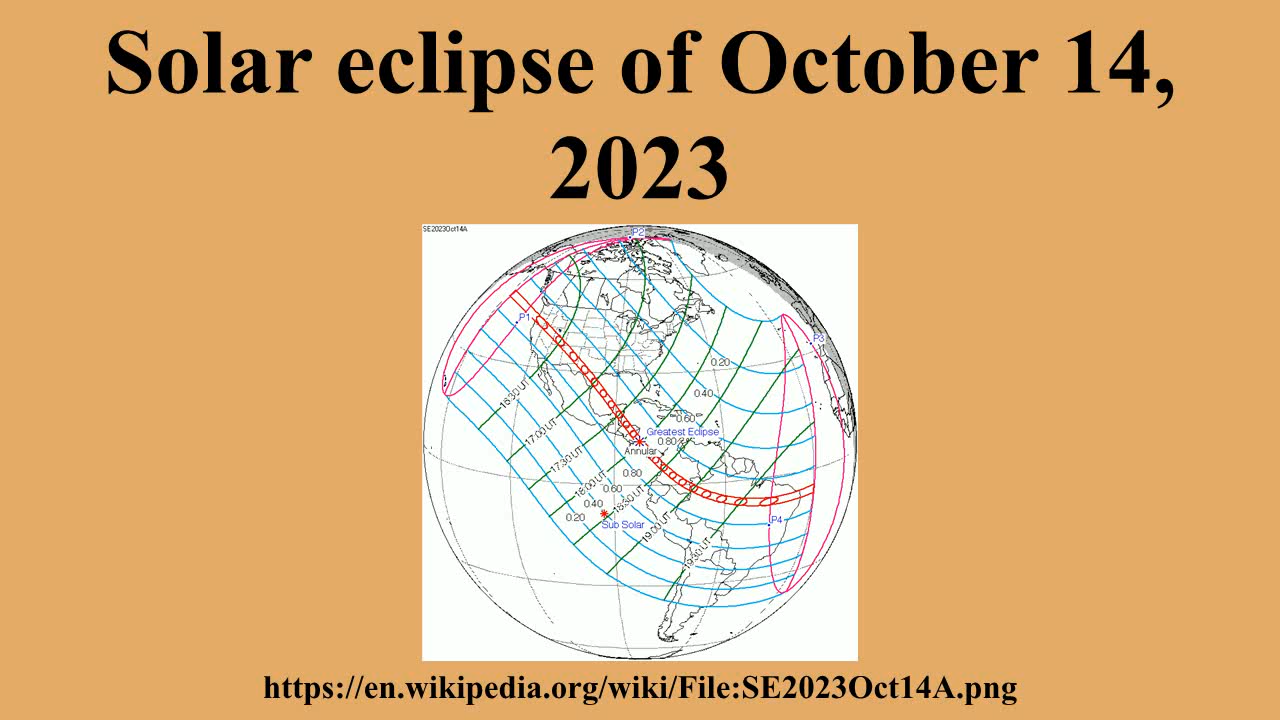 Solar eclipse of October 14,
2023
SE2023Oct14A
P2
P1
P3
0.20
0.40
0.60
Greatest Eclipse
0.80
Annular
0.80
0.60
0.40
0.20
Sub Solar
P4
16:30 UT
17:00 UT
17:30 UT
18:00 UT
18:30 UT
19:00 UT
19:30 UT
https://en.wikipedia.org/wiki/File:SE2023Oct14A.png